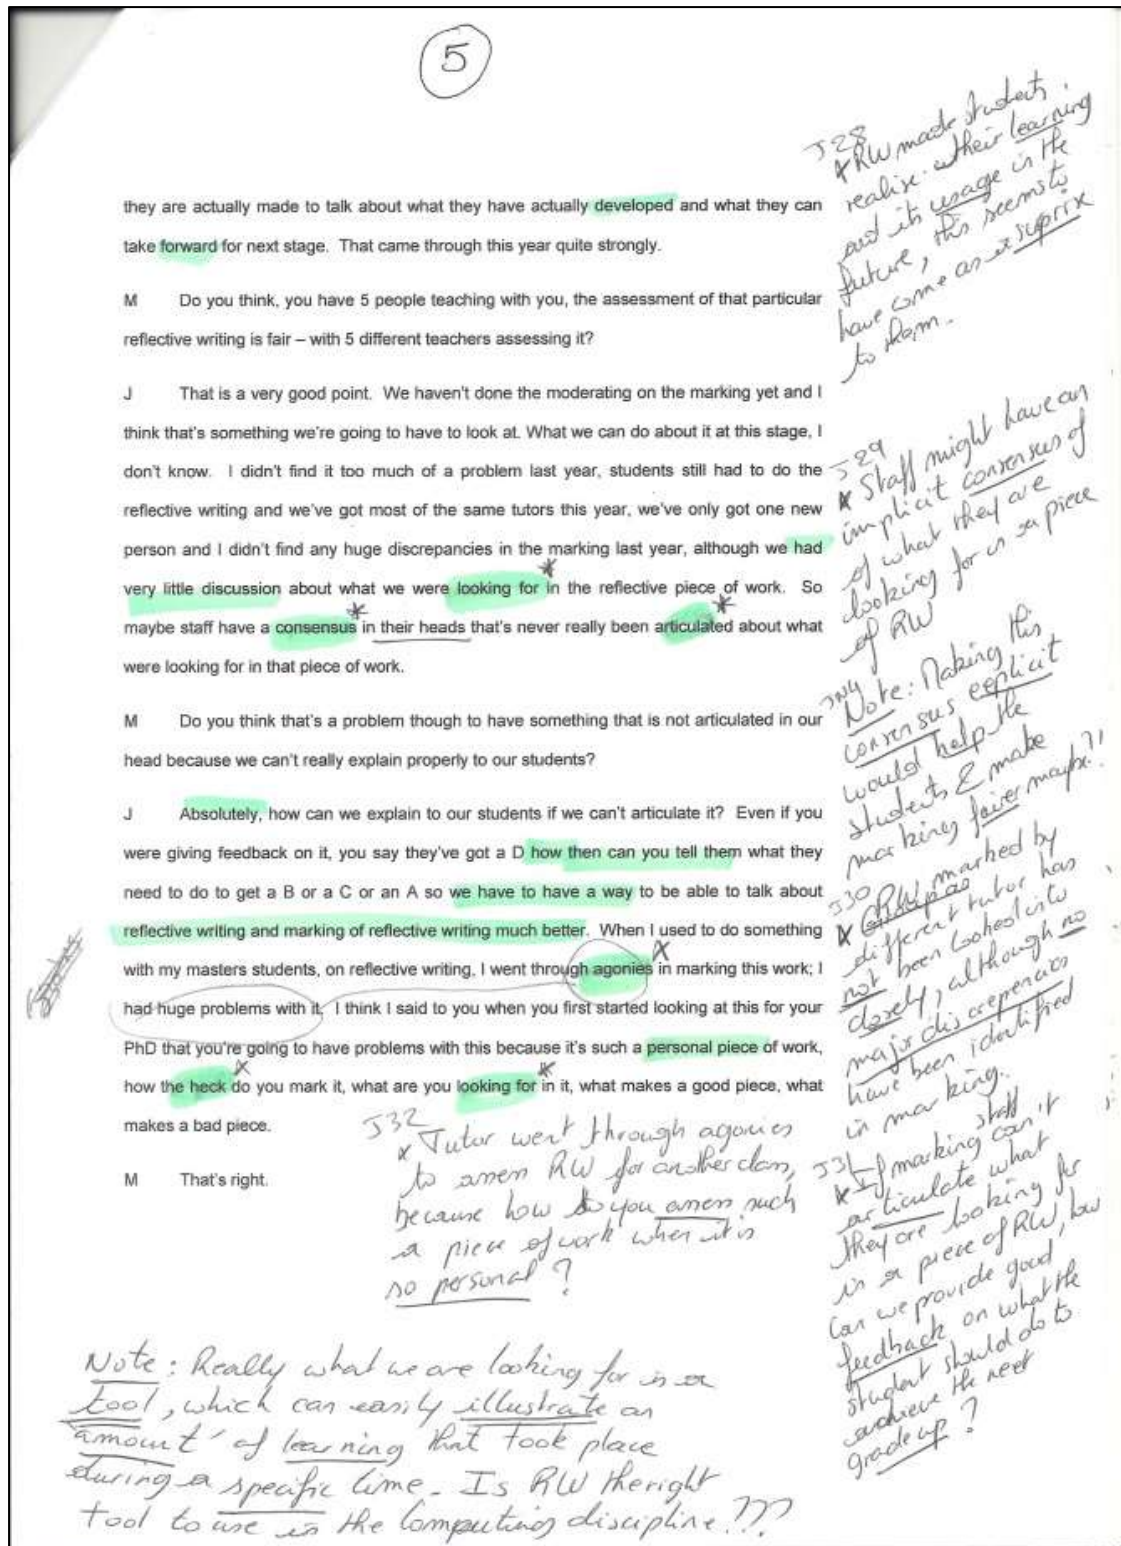 5
they are actually made to talk about what they have actually developed and what they can
take forward for next stage. That came through this year quite strongly.
M Do you think, you have 5 people teaching with you, the assessment of that particular
reflective writing is fair – with 5 different teachers assessing it?
J That is a very good point. We haven't done the moderating on the marking yet and I
think that's something we're going to have to look at. What we can do about it at this stage, I
don't know. I didn't find it too much of a problem last year, students still had to do the
reflective writing and we've got most of the same tutors this year, we've only got one new
person and I didn't find any huge discrepancies in the marking last year, although we had
very little discussion about what we were looking for in the reflective piece of work. So
maybe staff have a consensus in their heads that's never really been articulated about what
were looking for in that piece of work.
M Do you think that's a problem though to have something that is not articulated in our
head because we can't really explain properly to our students?
J Absolutely, how can we explain to our students if we can't articulate it? Even if you
were giving feedback on it, you say they've got a D how then can you tell them what they
need to do to get a B or a C or an A so we have to have a way to be able to talk about
reflective writing and marking of reflective writing much better. When I used to do something
with my masters students, on reflective writing, I went through agonies in marking this work; I
had huge problems with it. I think I said to you when you first started looking at this for your
PhD that you're going to have problems with this because it's such a personal piece of work,
how the heck do you mark it, what are you looking for in it, what makes a good piece, what
makes a bad piece.
M That's right.
J28
RW made students
realise their learning
and its usage in the
future, this seems to
have come as a suprix
to them.
J29
Staff might have an
implicit consensus of
of what they are
looking for in a piece
of RW
JN4
Note: Making this
consensus explicit
would help the
students & make
marking fairer maybe?!
J30
RW marked by
different tutor has
not been looked into
closely, although no
major discrepencies
have been identified
in marking.
J31
If marking staff can't
articulate what
they are looking for
in a piece of RW, how
can we provide good
feedback on what the
student should do to
achieve the next
grade up?
J32
Tutor went through agonies
to assess RW for another class,
because how do you assess such
a piece of work when it is
so personal?
Note: Really what we are looking for is a
tool, which can easily illustrate an
'amount' of learning that took place
during a specific time. Is RW the right
tool to use in the Computing discipline???